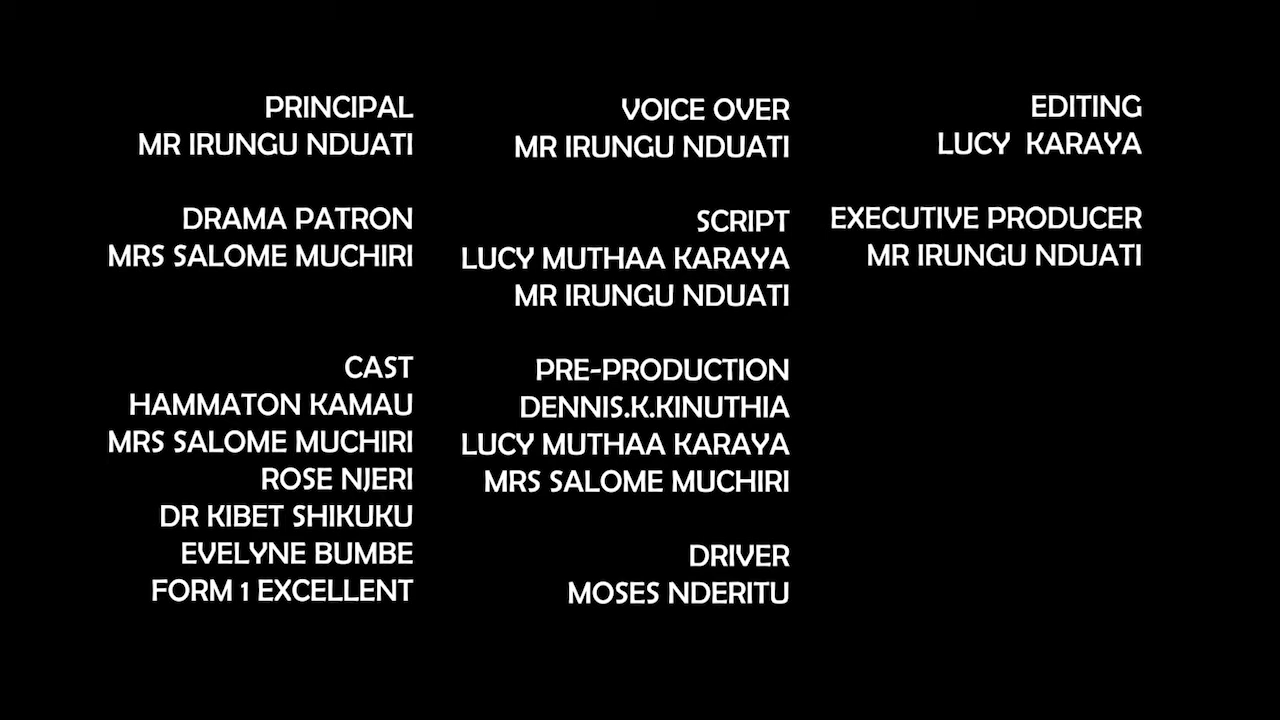 PRINCIPAL
MR IRUNGU NDUATI
DRAMA PATRON
MRS SALOME MUCHIRI
CAST
HAMMATON KAMAU
MRS SALOME MUCHIRI
ROSE NJERI
DR KIBET SHIKUKU
EVELYNE BUMBE
FORM 1 EXCELLENT
VOICE OVER
MR IRUNGU NDUATI
SCRIPT
LUCY MUTHAA KARAYA
MR IRUNGU NDUATI
PRE-PRODUCTION
DENNIS.K.KINUTHIA
LUCY MUTHAA KARAYA
MRS SALOME MUCHIRI
DRIVER
MOSES NDERITU
EDITING
LUCY  KARAYA
EXECUTIVE PRODUCER
MR IRUNGU NDUATI